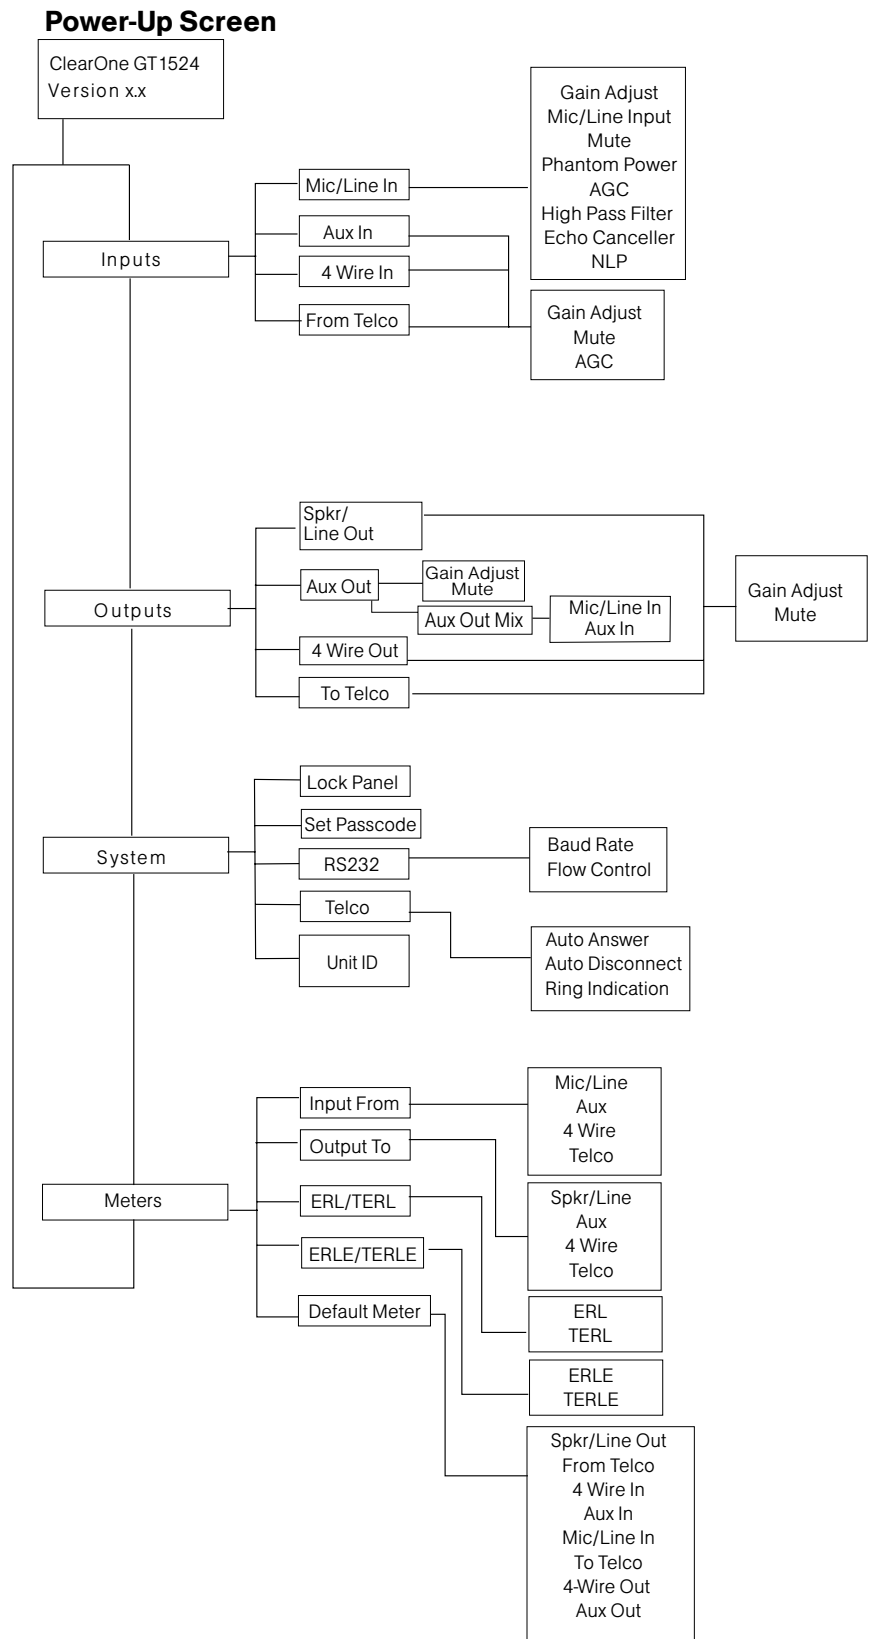 Power-Up Screen
ClearOne GT1524
Version x.x
Inputs
Mic/Line In
Aux In
4 Wire In
From Telco
Gain Adjust
Mic/Line Input
Mute
Phantom Power
AGC
High Pass Filter
Echo Canceller
NLP
Gain Adjust
Mute
AGC
Outputs
Spkr/
Line Out
Aux Out
Gain Adjust
Mute
Aux Out Mix
Mic/Line In
Aux In
4 Wire Out
To Telco
Gain Adjust
Mute
System
Lock Panel
Set Passcode
RS232
Telco
Unit ID
Baud Rate
Flow Control
Auto Answer
Auto Disconnect
Ring Indication
Meters
Input From
Output To
ERL/TERL
ERLE/TERLE
Default Meter
Mic/Line
Aux
4 Wire
Telco
Spkr/Line
Aux
4 Wire
Telco
ERL
TERL
ERLE
TERLE
Spkr/Line Out
From Telco
4 Wire In
Aux In
Mic/Line In
To Telco
4-Wire Out
Aux Out